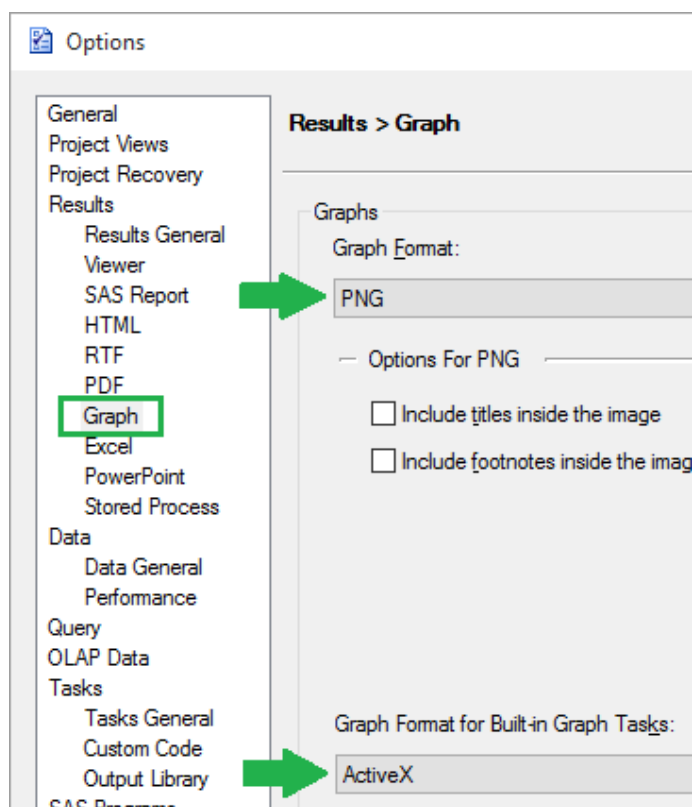 Options
General
Project Views
Project Recovery
Results
Results General
Viewer
SAS Report
HTML
RTF
PDF
Graph
Excel
PowerPoint
Stored Process
Data
Data General
Performance
Query
OLAP Data
Tasks
Tasks General
Custom Code
Output Library
SAS Programs
Results > Graph
Graphs
Graph Format:
PNG
Options For PNG
Include titles inside the image
Include footnotes inside the imag
Graph Format for Built-in Graph Tasks:
ActiveX